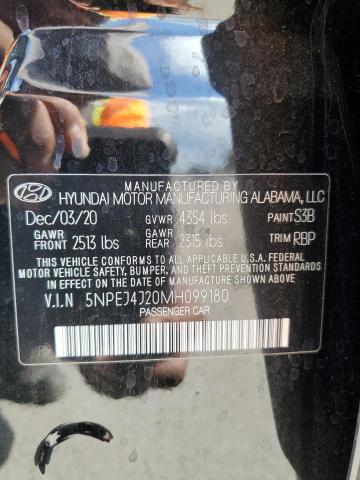 MANUFACTURED BY
HYUNDAI MOTOR MANUFACTURING ALABAMA, LLC
Dec/03/20 GVWR 4354 lbs PAINT S3B
GAWR FRONT 2513 lbs GAWR REAR 2315 lbs TRIM RBP
THIS VEHICLE CONFORMS TO ALL APPLICABLE U.S. FEDERAL
MOTOR VEHICLE SAFETY, BUMPER, AND THEFT PREVENTION
STANDARDS IN EFFECT ON THE DATE OF MANUFACTURE SHOWN ABOVE.
V.I.N 5NPEJ4J20MH099180
PASSENGER CAR